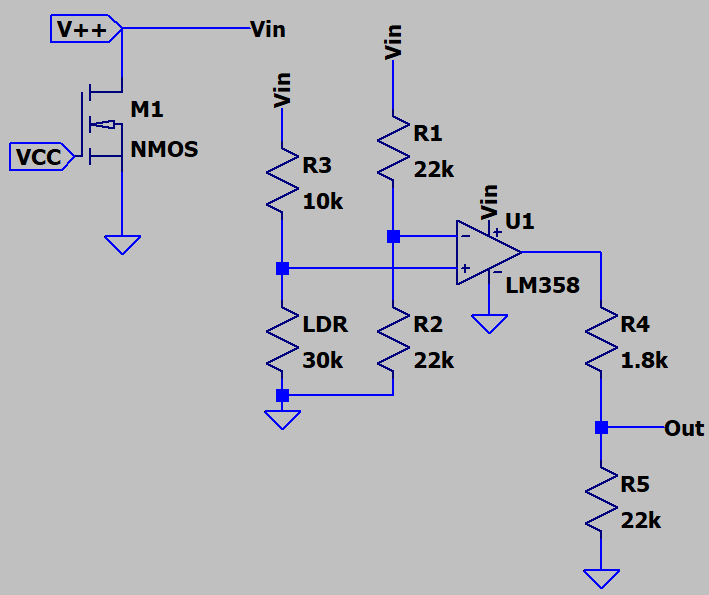 V++
Vin
M1
NMOS
VCC
Vin
R3
10k
Vin
R1
22k
Vin
U1
LM358
LDR
30k
R2
22k
R4
1.8k
Out
R5
22k